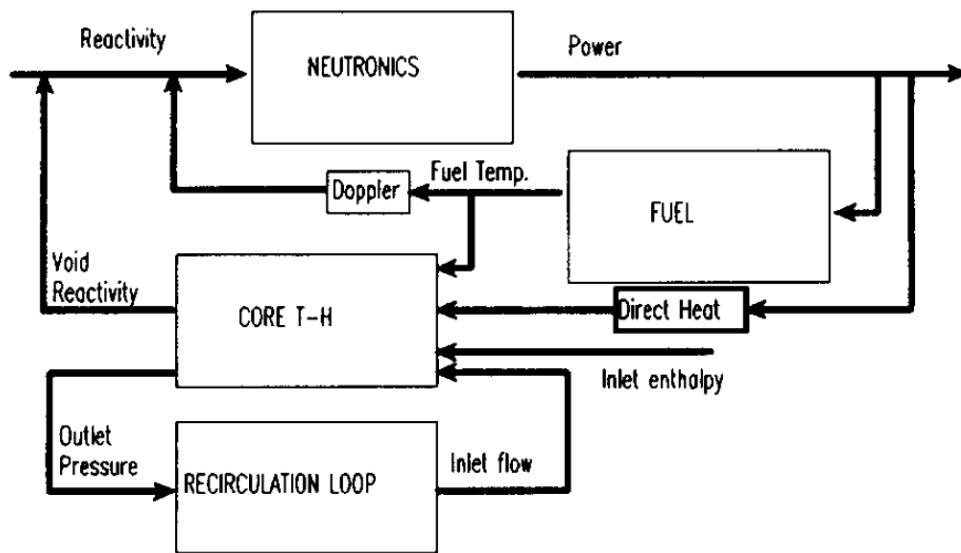 Reactivity
NEUTRONICS
Power
Doppler
Fuel Temp.
FUEL
Void
Reactivity
CORE T-H
Direct Heat
Inlet enthalpy
Outlet
Pressure
RECIRCULATION LOOP
Inlet flow